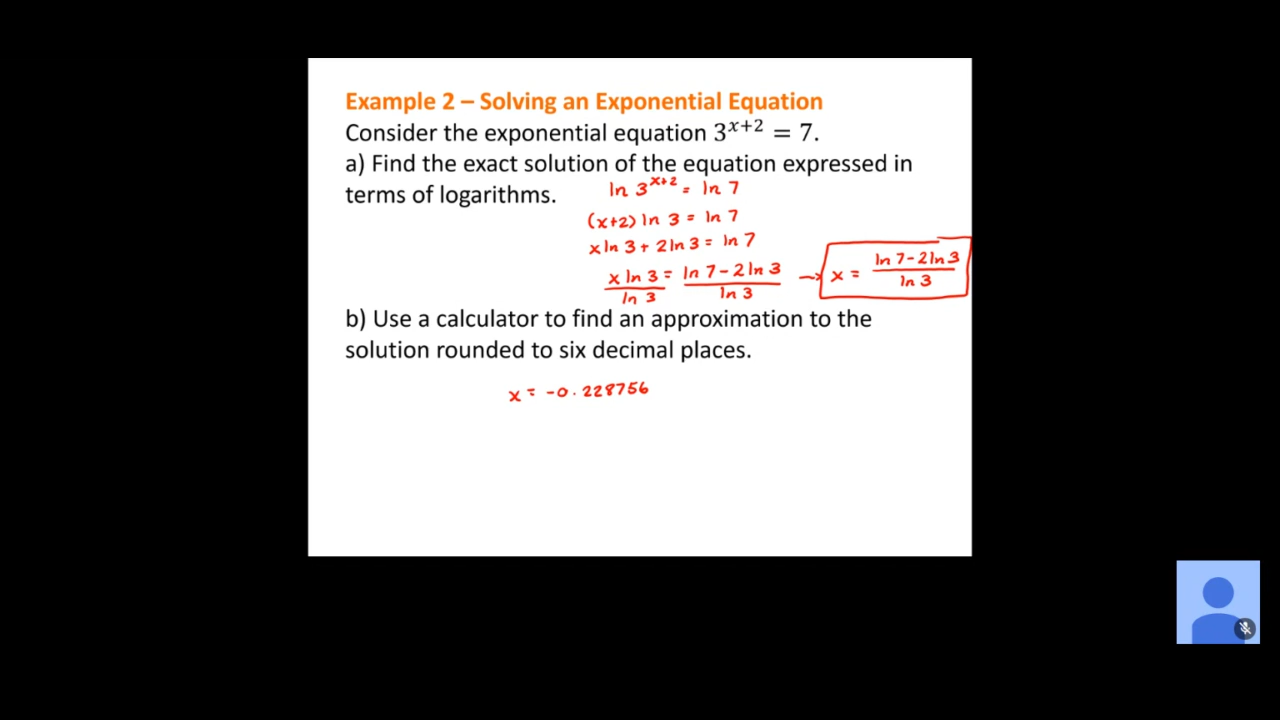 Example 2 – Solving an Exponential Equation
Consider the exponential equation 3^{x+2} = 7.
a) Find the exact solution of the equation expressed in
terms of logarithms.
ln 3^{x+2} = ln 7
(x+2) ln 3 = ln 7
x ln 3 + 2 ln 3 = ln 7
x ln 3 / ln 3 = ln 7 - 2 ln 3 / ln 3 → x = ln 7 - 2 ln 3 / ln 3
b) Use a calculator to find an approximation to the
solution rounded to six decimal places.
x = -0.228756